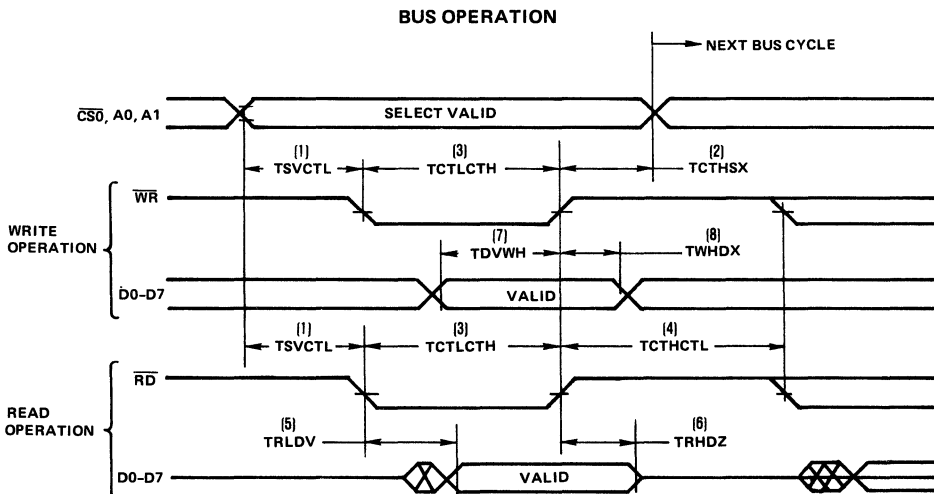 BUS OPERATION
NEXT BUS CYCLE
CS0, A0, A1
SELECT VALID
(1) (3) (2)
TSVCTL TCTLCTH TCTHSX
WR
WRITE
OPERATION
(7) (8)
TDVWH TWHDX
D0-D7
VALID
(1) (3) (4)
TSVCTL TCTLCTH TCTHCTL
RD
READ
OPERATION
(5) (6)
TRLDV TRHDZ
D0-D7
VALID